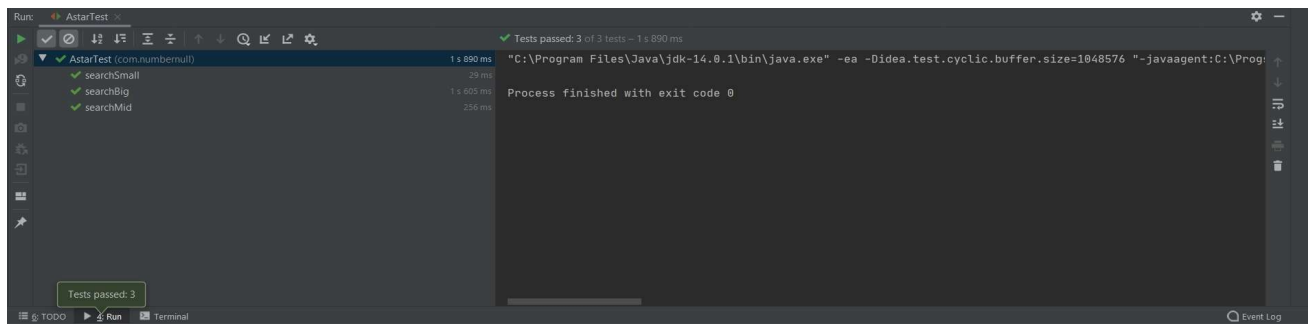 Run: AstarTest ×
Tests passed: 3 of 3 tests – 1 s 890 ms
AstarTest (com.numbernull) 1 s 890 ms
"C:\Program Files\Java\jdk-14.0.1\bin\java.exe" -ea -Didea.test.cyclic.buffer.size=1048576 "-javaagent:C:\Prog
searchSmall 29 ms
searchBig 1 s 605 ms
Process finished with exit code 0
searchMid 256 ms
Tests passed: 3
6: TODO 4: Run Terminal Event Log